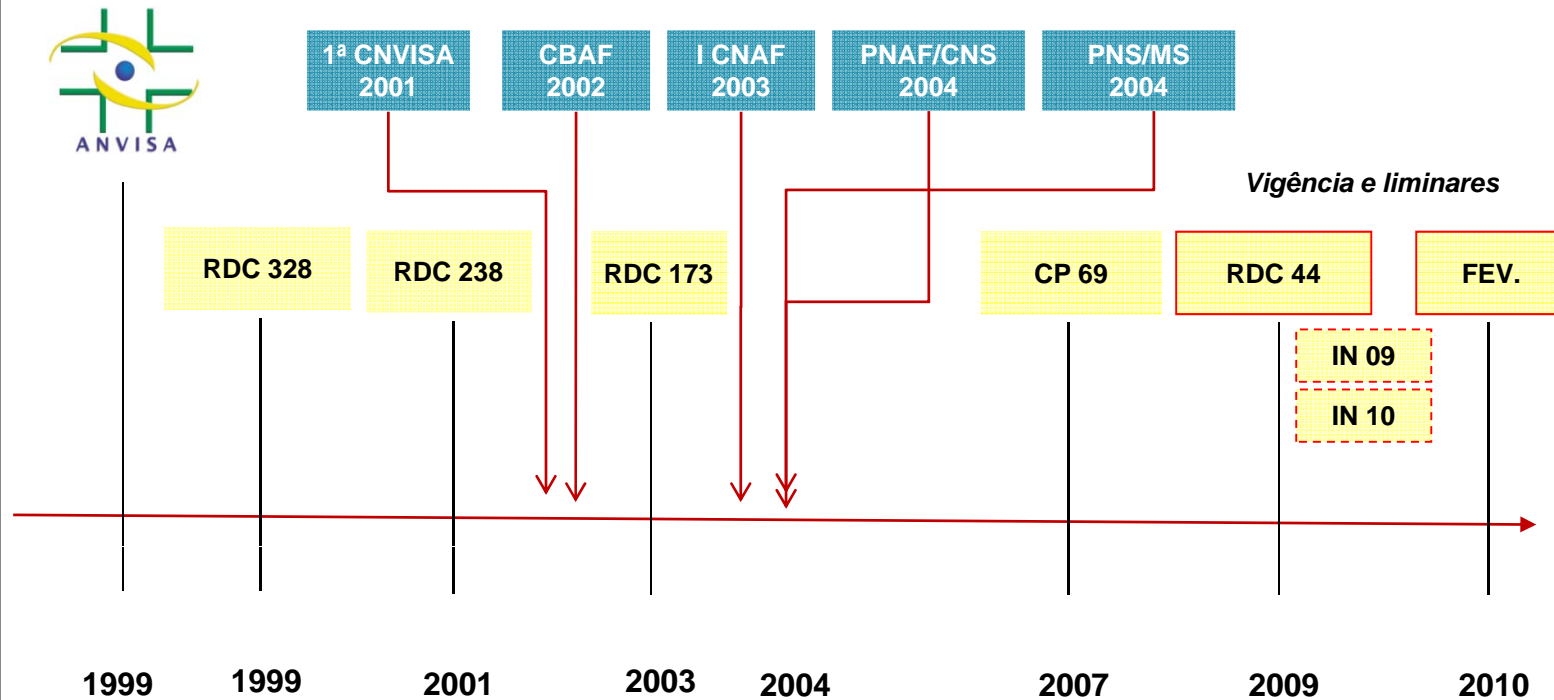 ANVISA
1ª CNVISA
2001
CBAF
2002
I CNAF
2003
PNAF/CNS
2004
PNS/MS
2004
Vigência e liminares
RDC 328
RDC 238
RDC 173
CP 69
RDC 44
FEV.
IN 09
IN 10
1999
1999
2001
2003
2004
2007
2009
2010